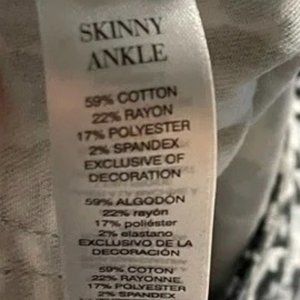 SKINNY
ANKLE
59% COTTON
22% RAYON
17% POLYESTER
2% SPANDEX
EXCLUSIVE OF
DECORATION
59% ALGODÓN
22% rayón
17% poliéster
2% elastano
EXCLUSIVO DE LA
DECORACIÓN
59% COTON
22% RAYONNE
17% POLYESTER
2% SPANDEX